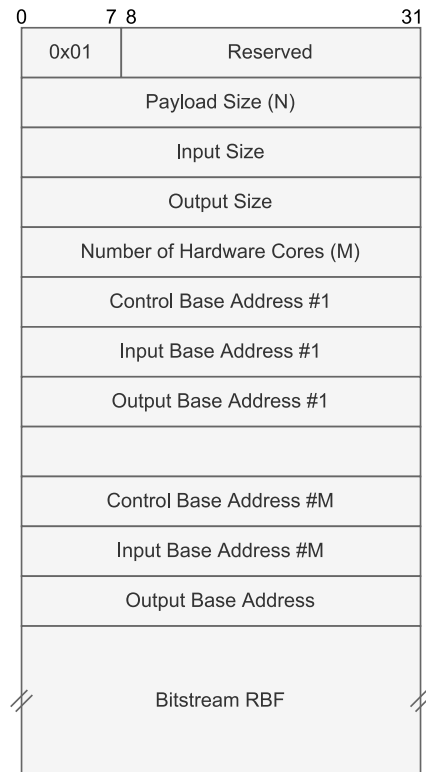 0 7 8 31
0x01 Reserved
Payload Size (N)
Input Size
Output Size
Number of Hardware Cores (M)
Control Base Address #1
Input Base Address #1
Output Base Address #1
Control Base Address #M
Input Base Address #M
Output Base Address
Bitstream RBF